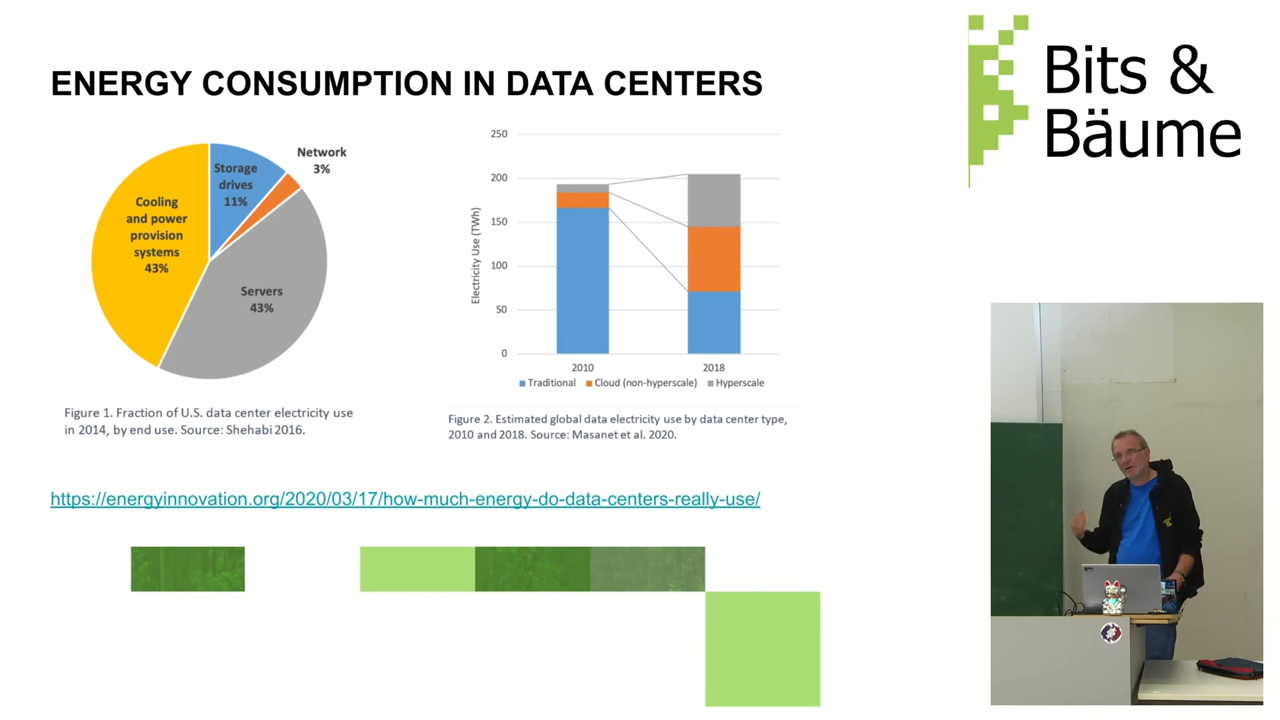 ENERGY CONSUMPTION IN DATA CENTERS
Bits &
Bäume
Network
3%
Storage
drives
11%
Cooling
and power
provision
systems
43%
Servers
43%
Figure 1. Fraction of U.S. data center electricity use
in 2014, by end use. Source: Shehabi 2016.
Electricity Use (TWh)
250
200
150
100
50
0
2010
2018
Traditional
Cloud (non-hyperscale)
Hyperscale
Figure 2. Estimated global data electricity use by data center type,
2010 and 2018. Source: Masanet et al. 2020.
https://energyinnovation.org/2020/03/17/how-much-energy-do-data-centers-really-use/